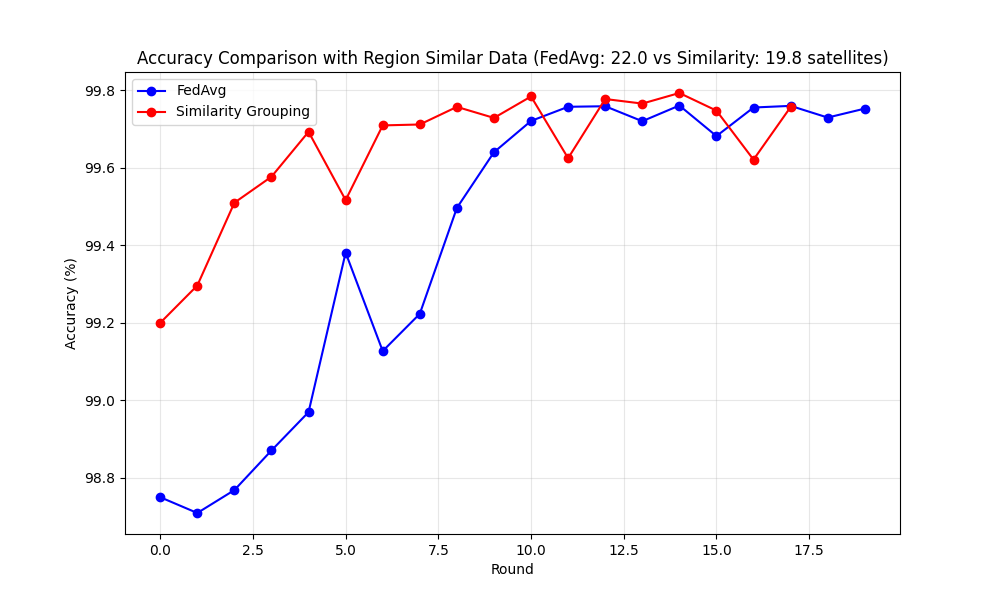 Accuracy Comparison with Region Similar Data (FedAvg: 22.0 vs Similarity: 19.8 satellites)
FedAvg
Similarity Grouping
99.8
99.6
99.4
99.2
99.0
98.8
Accuracy (%)
0.0 2.5 5.0 7.5 10.0 12.5 15.0 17.5
Round